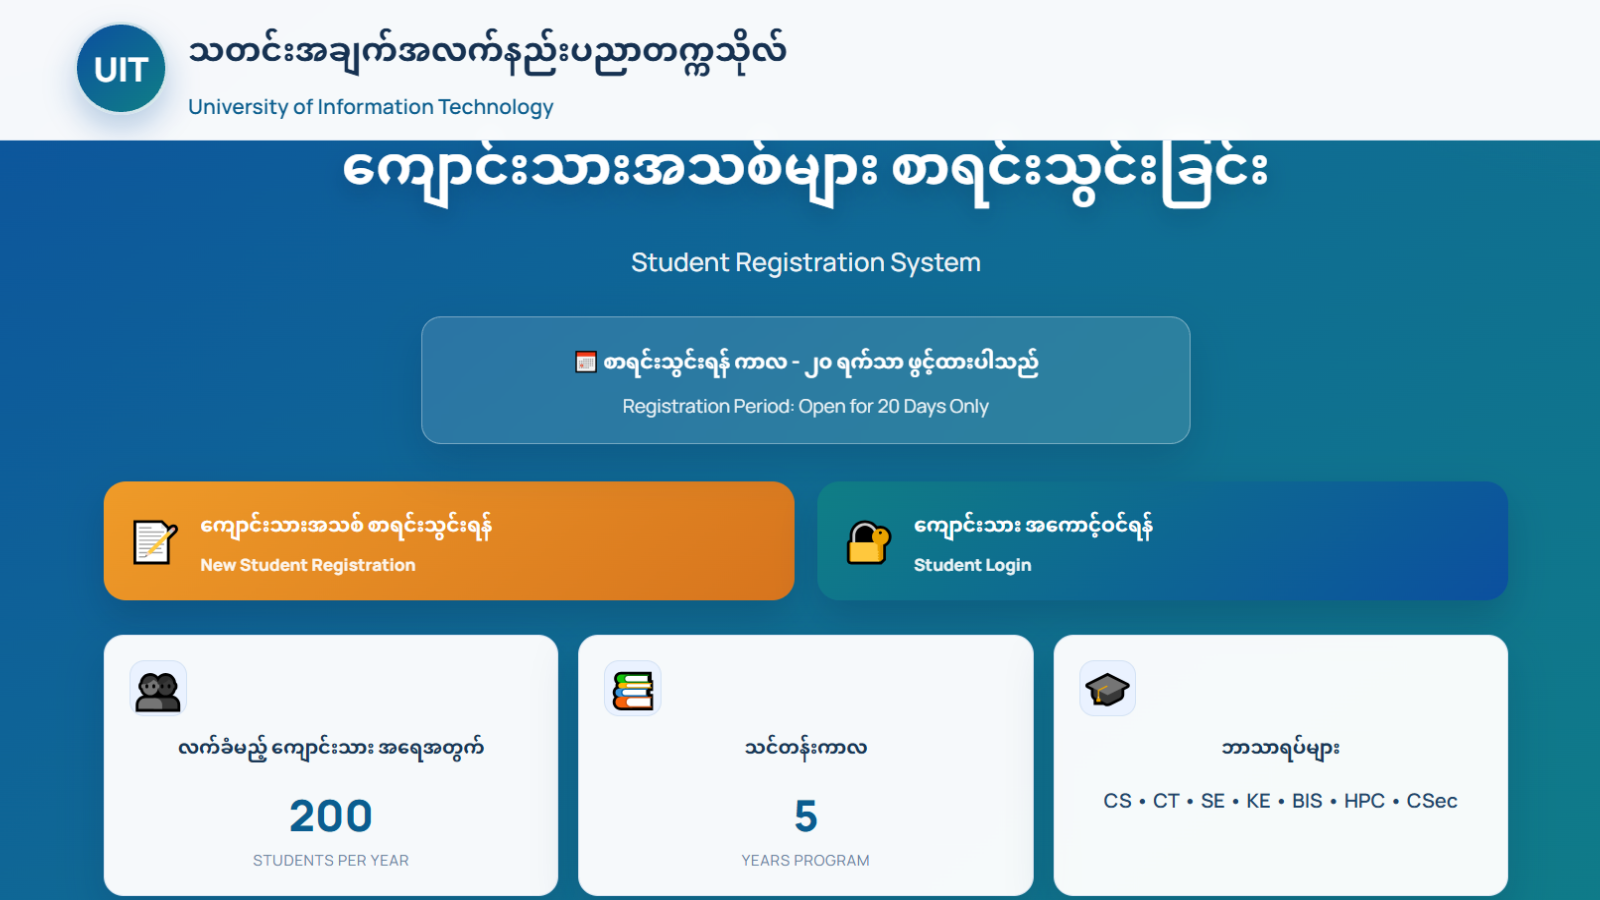 UIT
သတင်းအချက်အလက်နည်းပညာတက္ကသိုလ်
University of Information Technology
ကျောင်းသားအသစ်များ စာရင်းသွင်းခြင်း
Student Registration System
စာရင်းသွင်းရန် ကာလ - ၂၀ ရက်သာ ဖွင့်ထားပါသည်
Registration Period: Open for 20 Days Only
ကျောင်းသားအသစ် စာရင်းသွင်းရန်
New Student Registration
ကျောင်းသား အကောင့်ဝင်ရန်
Student Login
လက်ခံမည့် ကျောင်းသား အရေအတွက်
200
STUDENTS PER YEAR
သင်တန်းကာလ
5
YEARS PROGRAM
ဘာသာရပ်များ
CS • CT • SE • KE • BIS • HPC • CSec